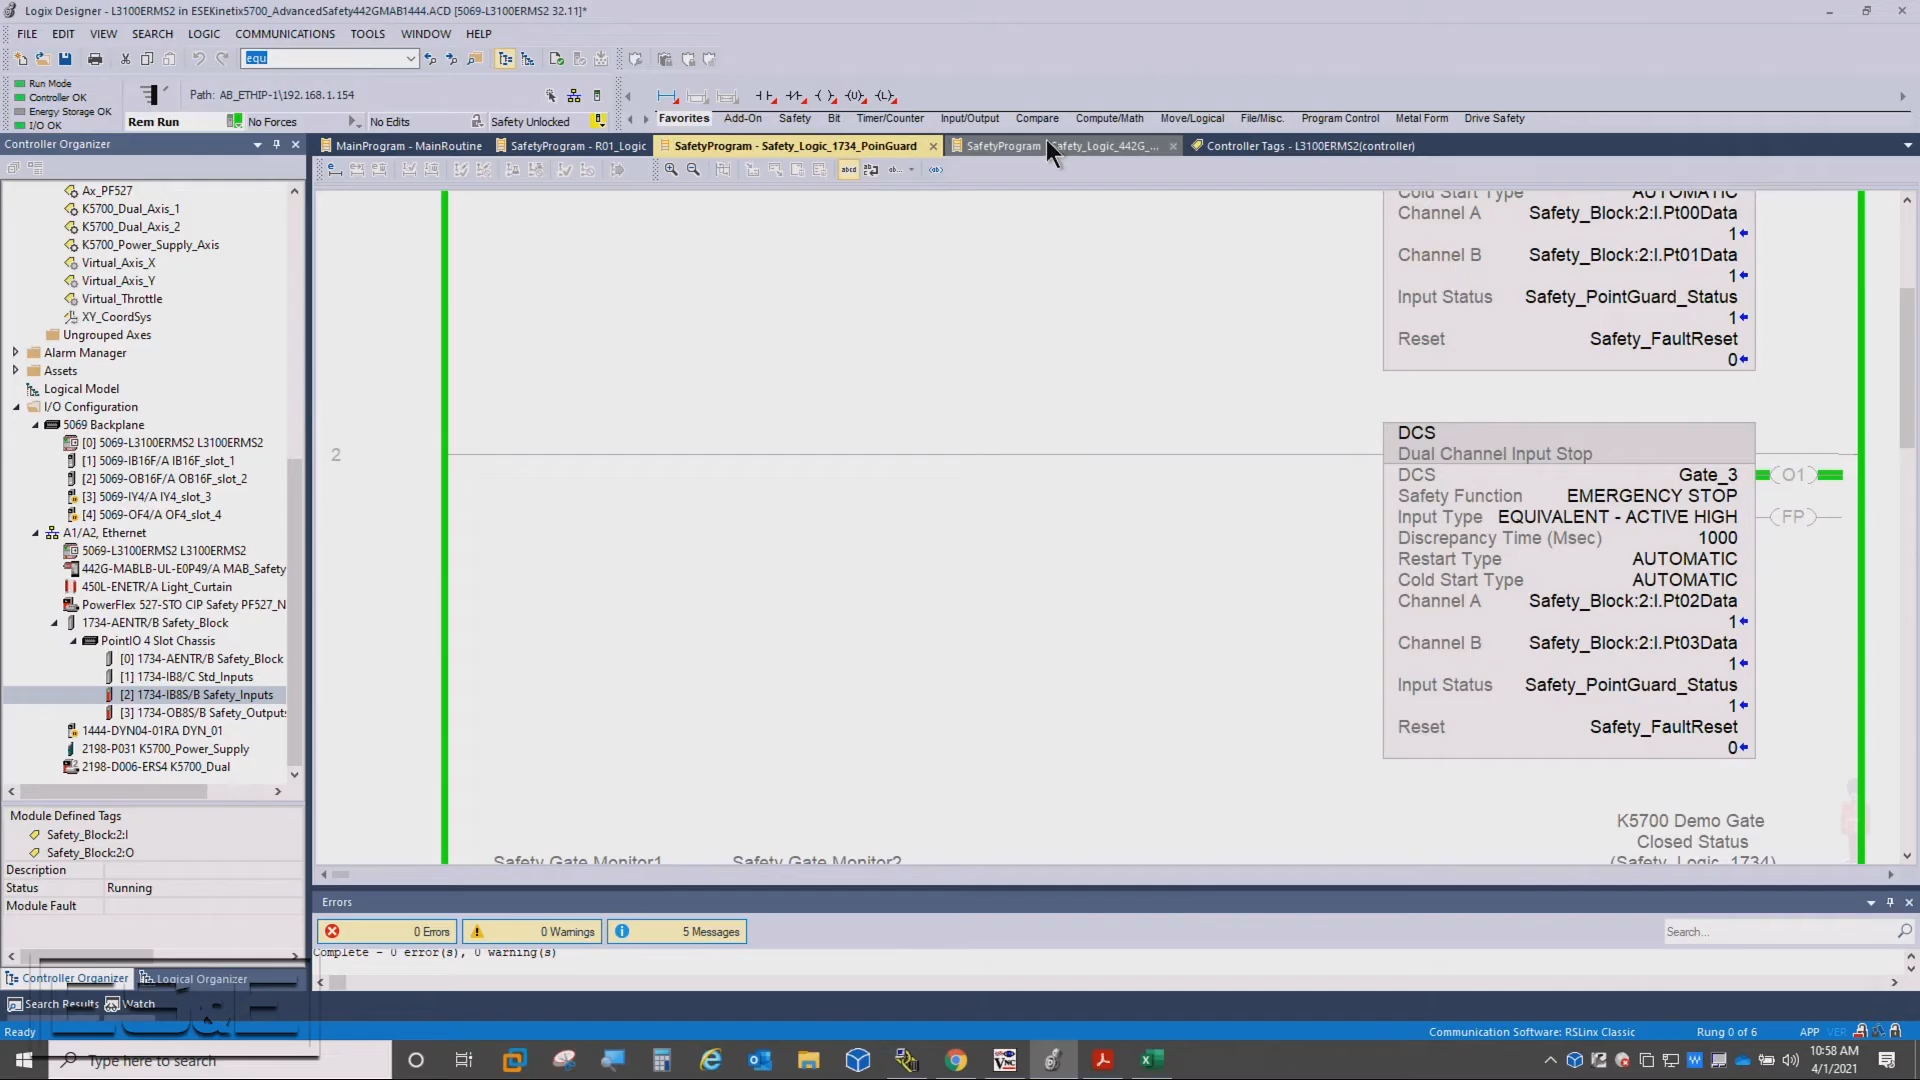 Logix Designer - L3100ERMS2 in ESEKinetix5700_AdvancedSafety442GMAB1444.ACD [5069-L3100ERMS2 32.11]*
FILE EDIT VIEW SEARCH LOGIC COMMUNICATIONS TOOLS WINDOW HELP
equ
Run Mode
Controller OK
Energy Storage OK
I/O OK
Path: AB_ETHIP-1\192.168.1.154
Rem Run No Forces No Edits Safety Unlocked
Favorites Add-On Safety Bit Timer/Counter Input/Output Compare Compute/Math Move/Logical File/Misc. Program Control Metal Form Drive Safety
Controller Organizer
MainProgram - MainRoutine
SafetyProgram - R01_Logic
SafetyProgram - Safety_Logic_1734_PoinGuard
SafetyProgram Safety_Logic_442G_...
Controller Tags - L3100ERMS2(controller)
Ax_PF527
K5700_Dual_Axis_1
K5700_Dual_Axis_2
K5700_Power_Supply_Axis
Virtual_Axis_X
Virtual_Axis_Y
Virtual_Throttle
XY_CoordSys
Ungrouped Axes
Alarm Manager
Assets
Logical Model
I/O Configuration
5069 Backplane
[0] 5069-L3100ERMS2 L3100ERMS2
[1] 5069-IB16F/A IB16F_slot_1
[2] 5069-OB16F/A OB16F_slot_2
[3] 5069-IY4/A IY4_slot_3
[4] 5069-OF4/A OF4_slot_4
A1/A2, Ethernet
5069-L3100ERMS2 L3100ERMS2
442G-MABLB-UL-E0P49/A MAB_Safety
450L-ENETR/A Light_Curtain
PowerFlex 527-STO CIP Safety PF527_N
1734-AENTR/B Safety_Block
PointIO 4 Slot Chassis
[0] 1734-AENTR/B Safety_Block
[1] 1734-IB8/C Std_Inputs
[2] 1734-IB8S/B Safety_Inputs
[3] 1734-OB8S/B Safety_Outputs
1444-DYN04-01RA DYN_01
2198-P031 K5700_Power_Supply
2198-D006-ERS4 K5700_Dual
Module Defined Tags
Safety_Block:2:I
Safety_Block:2:O
Description
Status Running
Module Fault
Controller Organizer Logical Organizer
Search Results Watch
Cold Start Type AUTOMATIC
Channel A Safety_Block:2:I.Pt00Data
1
Channel B Safety_Block:2:I.Pt01Data
1
Input Status Safety_PointGuard_Status
1
Reset Safety_FaultReset
0
2
DCS
Dual Channel Input Stop
DCS Gate_3
O1
Safety Function EMERGENCY STOP
Input Type EQUIVALENT - ACTIVE HIGH
FP
Discrepancy Time (Msec) 1000
Restart Type AUTOMATIC
Cold Start Type AUTOMATIC
Channel A Safety_Block:2:I.Pt02Data
1
Channel B Safety_Block:2:I.Pt03Data
1
Input Status Safety_PointGuard_Status
1
Reset Safety_FaultReset
0
K5700 Demo Gate
Closed Status
(Safety_Logic_1734)
Safety Gate Monitor1 Safety Gate Monitor2
Errors
0 Errors 0 Warnings 5 Messages Search...
Complete - 0 error(s), 0 warning(s)
ES&E
Ready Communication Software: RSLinx Classic Rung 0 of 6 APP VER
Type here to search
10:58 AM
4/1/2021